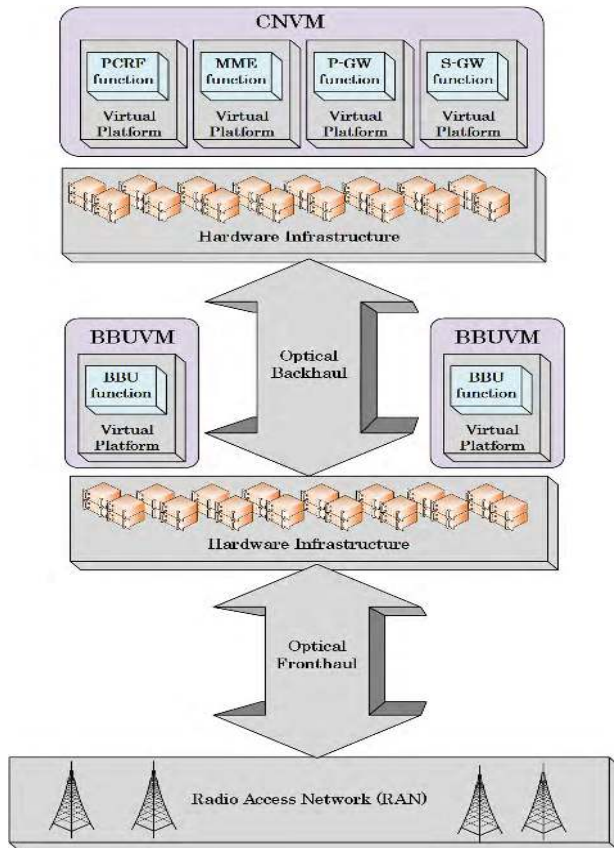 CNVM
PCRF
function
Virtual
Platform
MME
function
Virtual
Platform
P-GW
function
Virtual
Platform
S-GW
function
Virtual
Platform
Hardware Infrastructure
Optical
Backhaul
BBUVM
BBU
function
Virtual
Platform
BBUVM
BBU
function
Virtual
Platform
Hardware Infrastructure
Optical
Fronthaul
Radio Access Network (RAN)